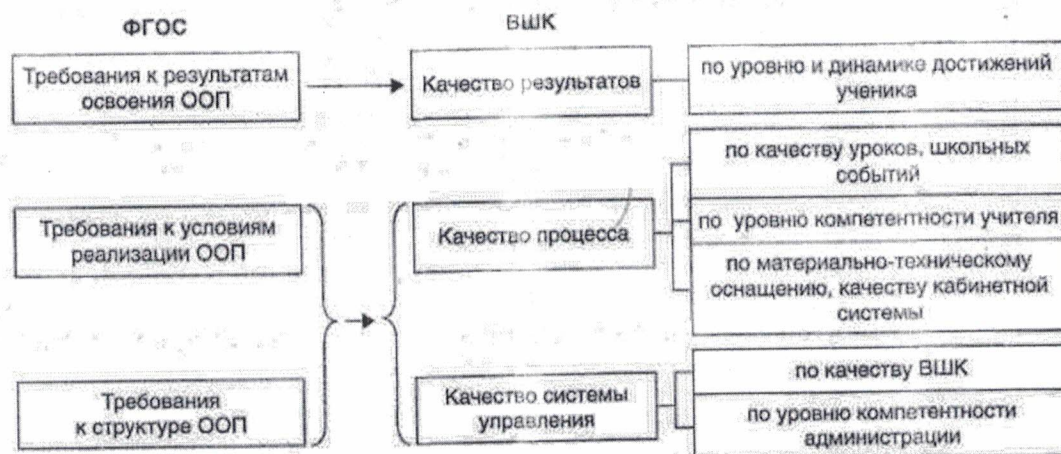 ФГОС
ВШК
Требования к результатам
освоения ООП
Качество результатов
по уровню и динамике достижений
ученика
Требования к условиям
реализации ООП
Качество процесса
по качеству уроков, школьных
событий
по уровню компетентности учителя
по материально-техническому
оснащению, качеству кабинетной
системы
Требования
к структуре ООП
Качество системы
управления
по качеству ВШК
по уровню компетентности
администрации